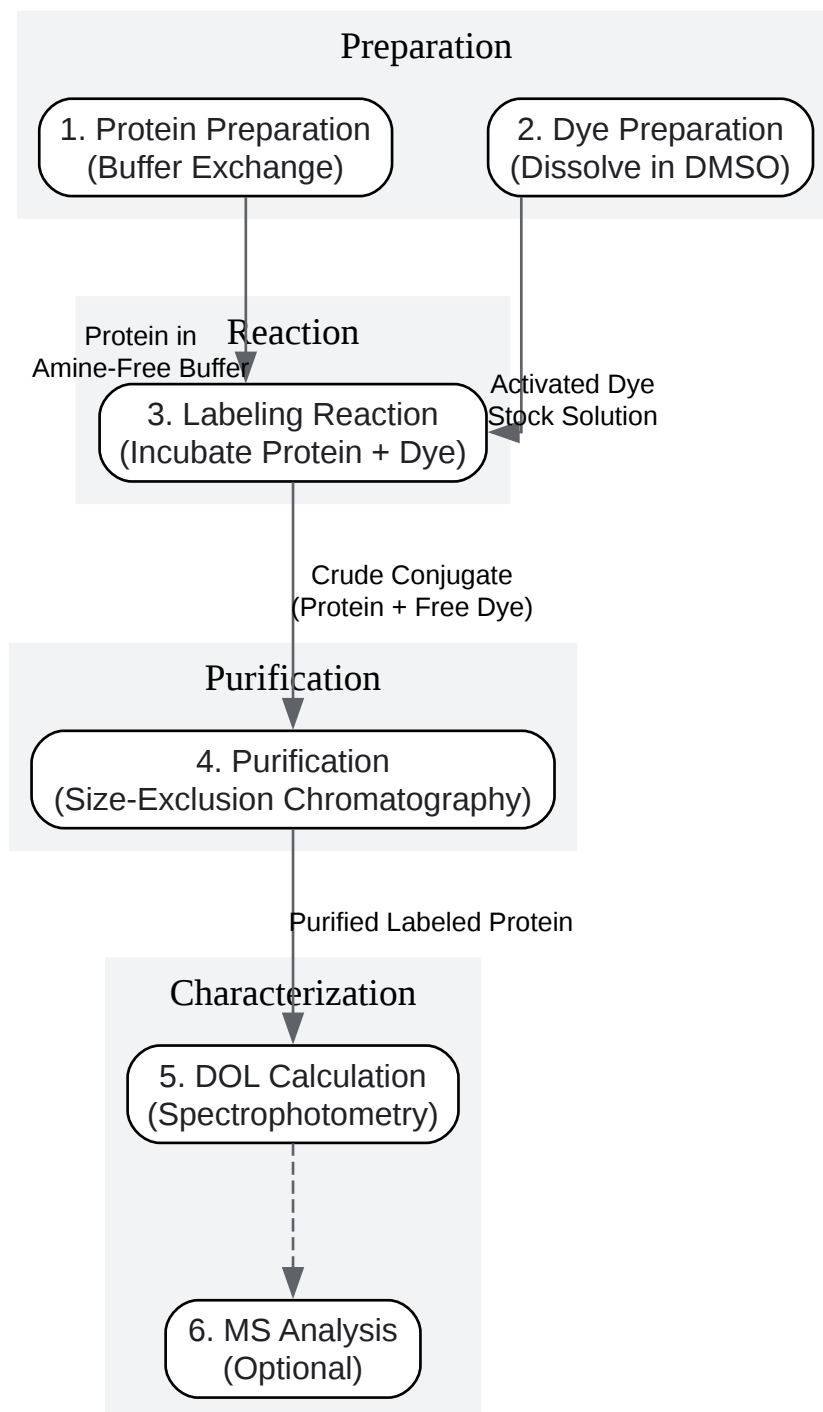 Preparation
1. Protein Preparation
(Buffer Exchange)
2. Dye Preparation
(Dissolve in DMSO)
Reaction
Protein in
Amine-Free Buffer
Activated Dye
Stock Solution
3. Labeling Reaction
(Incubate Protein + Dye)
Crude Conjugate
(Protein + Free Dye)
Purification
4. Purification
(Size-Exclusion Chromatography)
Purified Labeled Protein
Characterization
5. DOL Calculation
(Spectrophotometry)
6. MS Analysis
(Optional)